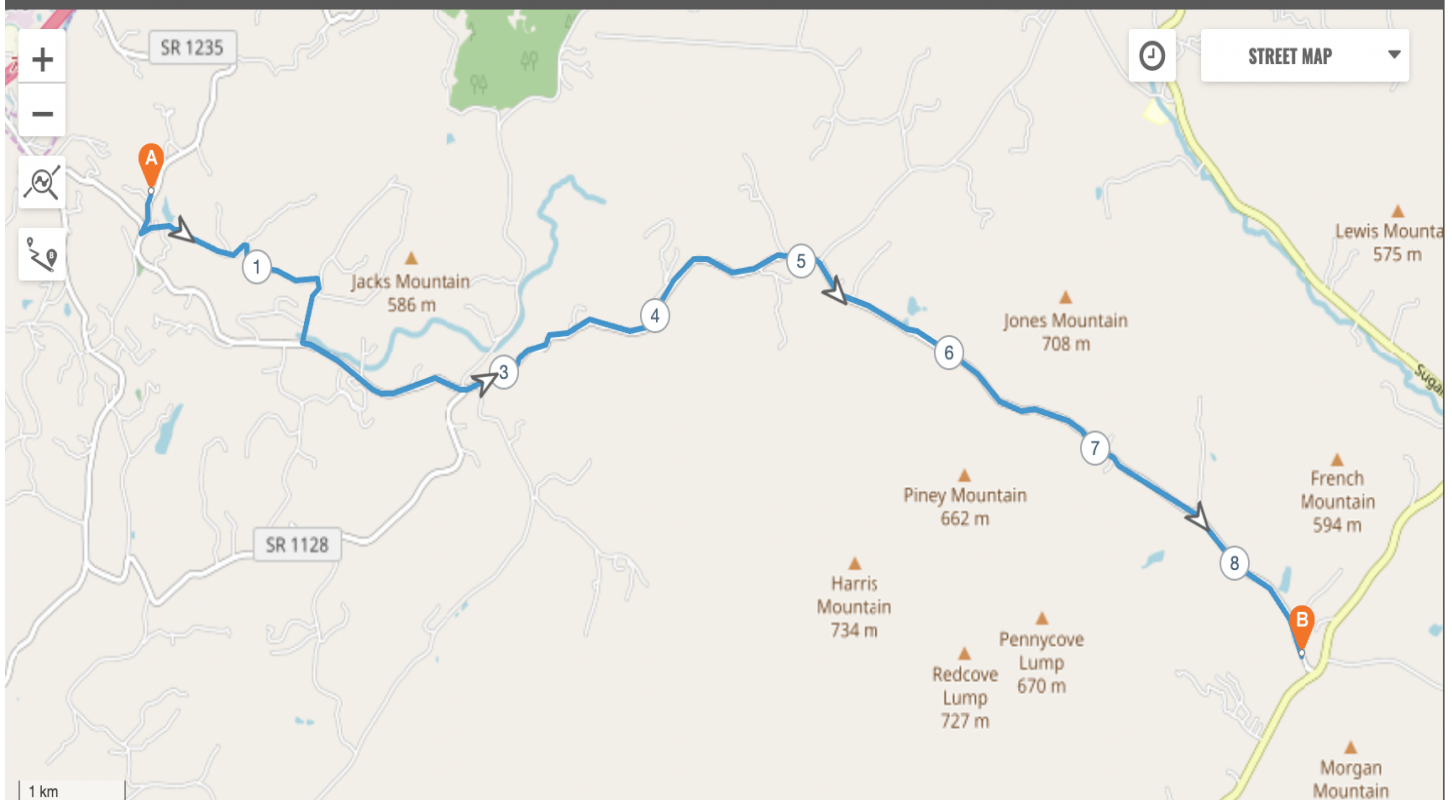 SR 1235
STREET MAP
+
−
A
B
Lewis Mounta
575 m
1
Jacks Mountain
586 m
5
4
Jones Mountain
708 m
6
3
Sugar
7
French
Mountain
594 m
Piney Mountain
662 m
SR 1128
8
Harris
Mountain
734 m
B
Pennycove
Lump
670 m
Redcove
Lump
727 m
Morgan
Mountain
1 km